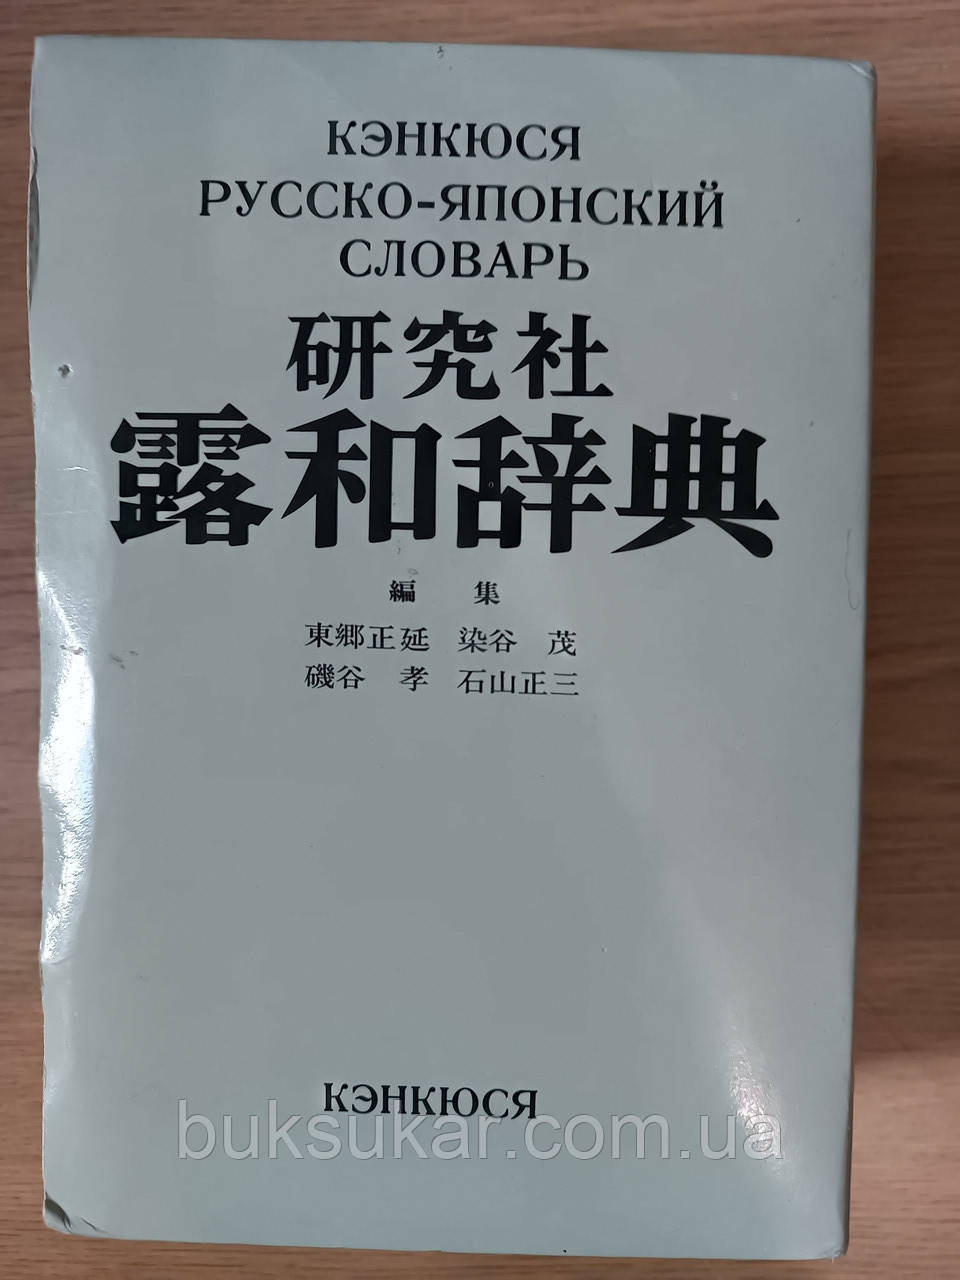 КЭНКЮСЯ
РУССКО-ЯПОНСКИЙ
СЛОВАРЬ
研究社
露和辞典
編 集
東郷正延 染谷 茂
磯谷 孝 石山正三
КЭНКЮСЯ
buksukar.com.ua